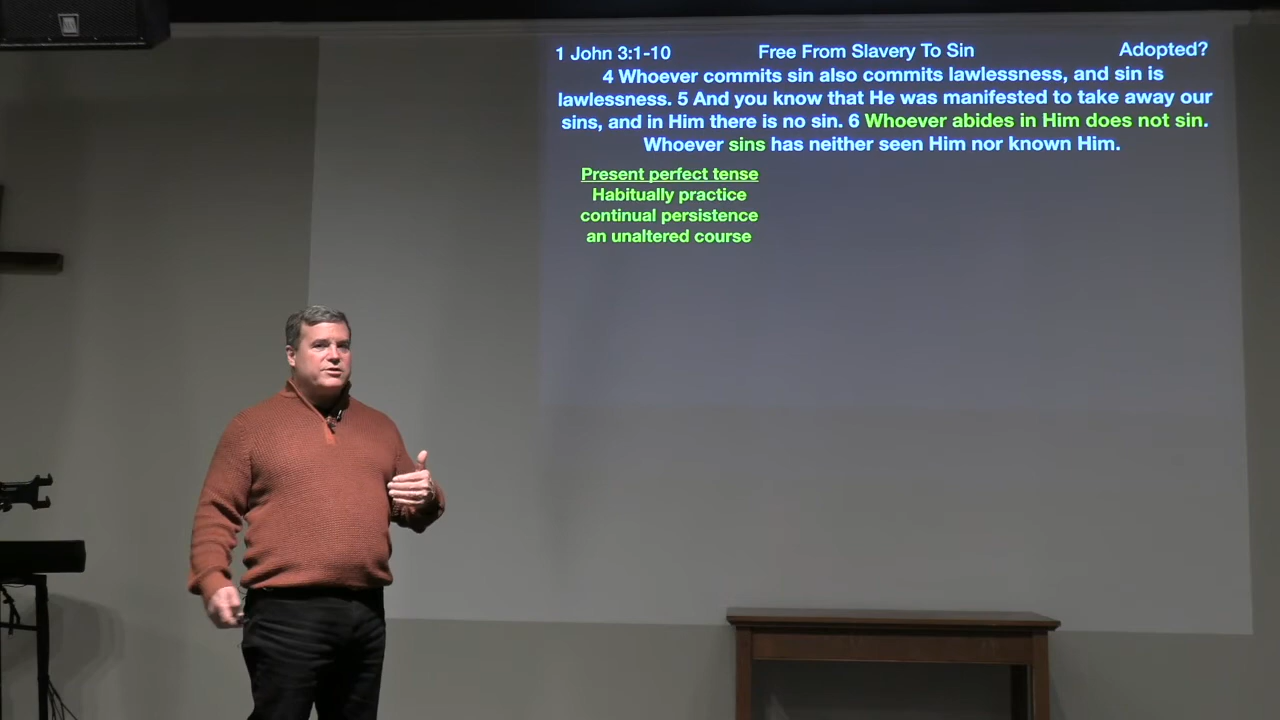 1 John 3:1-10 Free From Slavery To Sin Adopted?
4 Whoever commits sin also commits lawlessness, and sin is
lawlessness. 5 And you know that He was manifested to take away our
sins, and in Him there is no sin. 6 Whoever abides in Him does not sin.
Whoever sins has neither seen Him nor known Him.
Present perfect tense
Habitually practice
continual persistence
an unaltered course